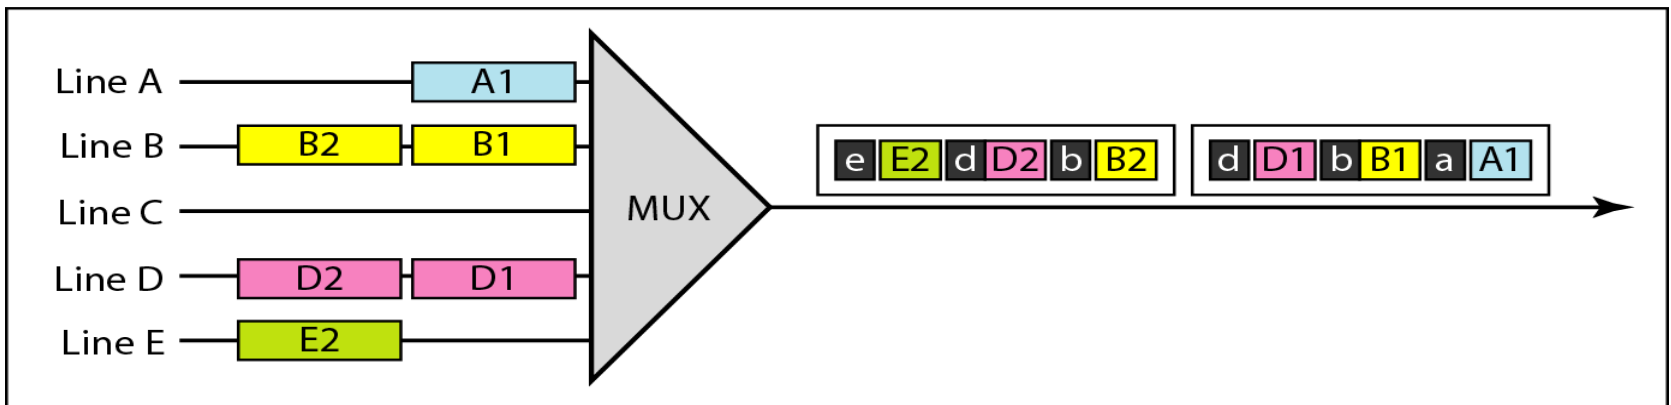 Line A A1
Line B B2 B1
Line C
Line D D2 D1
Line E E2
MUX
e E2 d D2 b B2 d D1 b B1 a A1